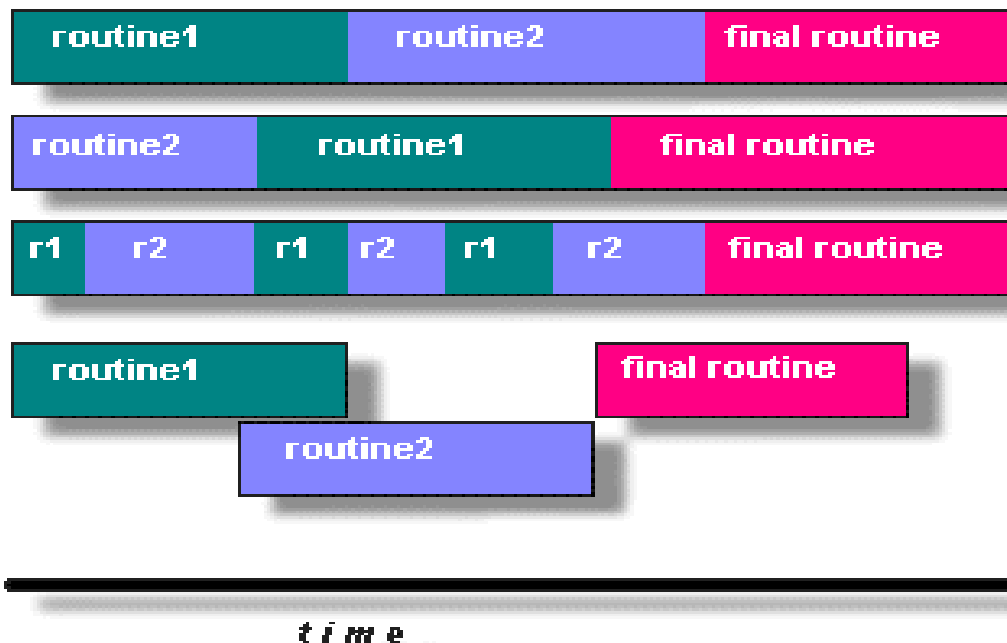 routine1 routine2 final routine
routine2 routine1 final routine
r1 r2 r1 r2 r1 r2 final routine
routine1 final routine
routine2
time